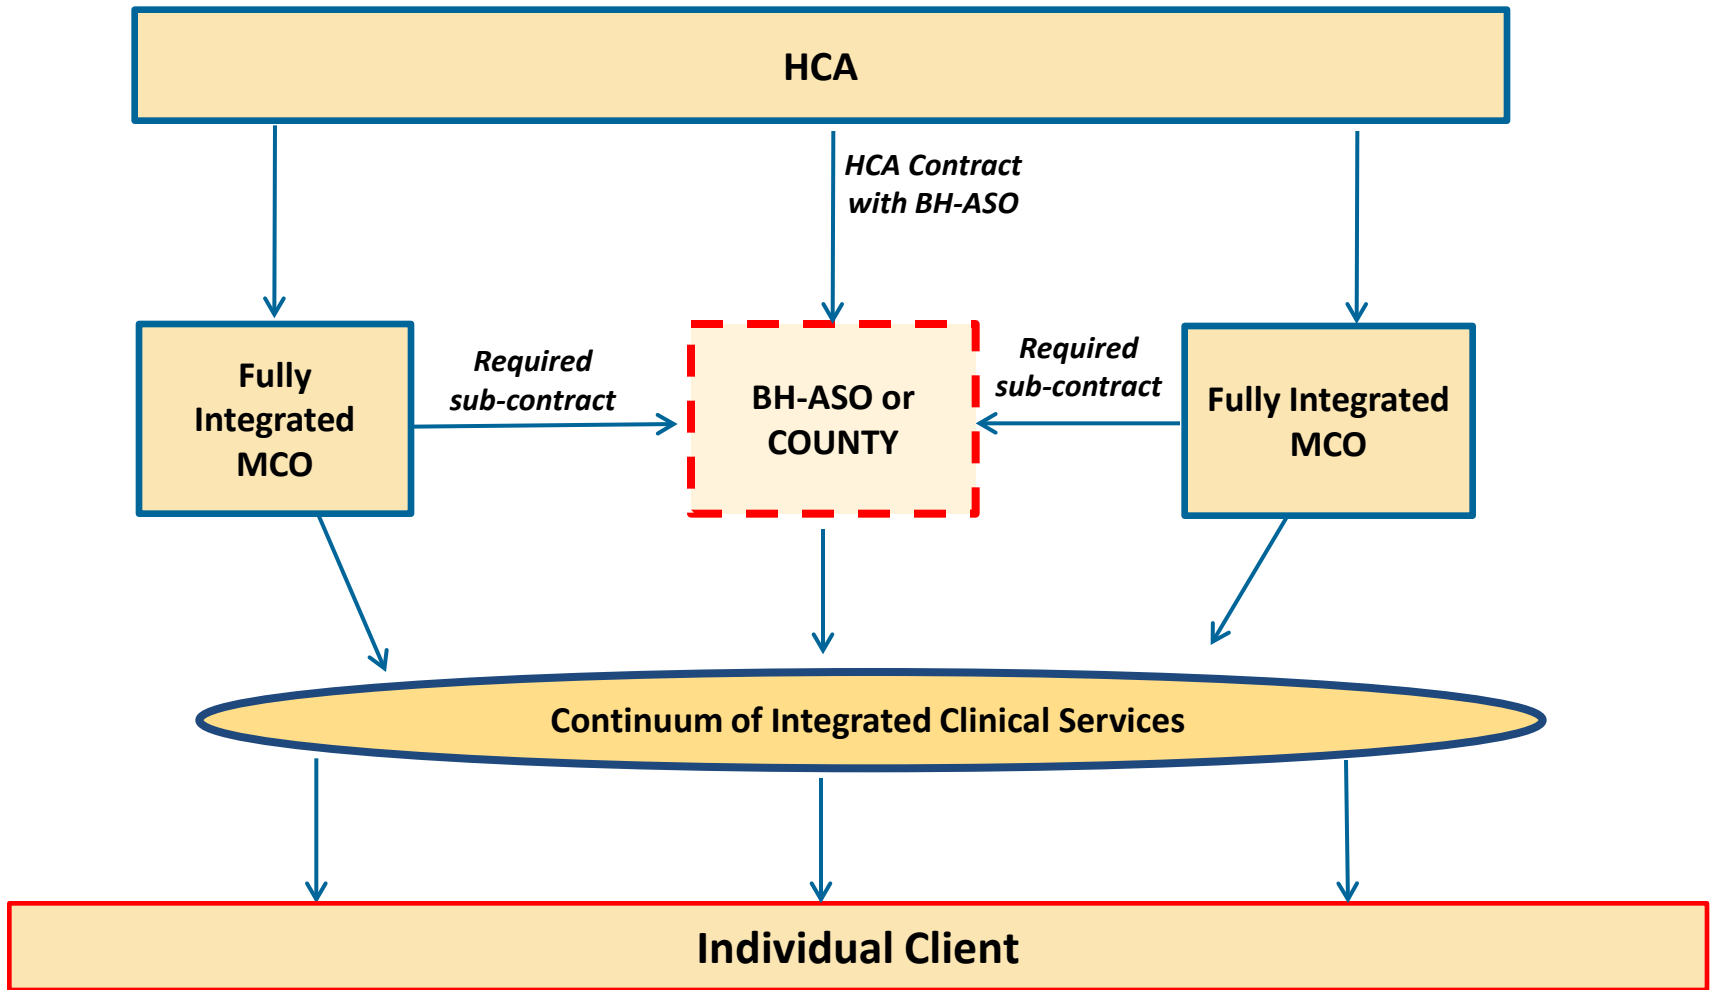 HCA
HCA Contract
with BH-ASO
Fully
Integrated
MCO
Required
sub-contract
BH-ASO or
COUNTY
Required
sub-contract
Fully Integrated
MCO
Continuum of Integrated Clinical Services
Individual Client